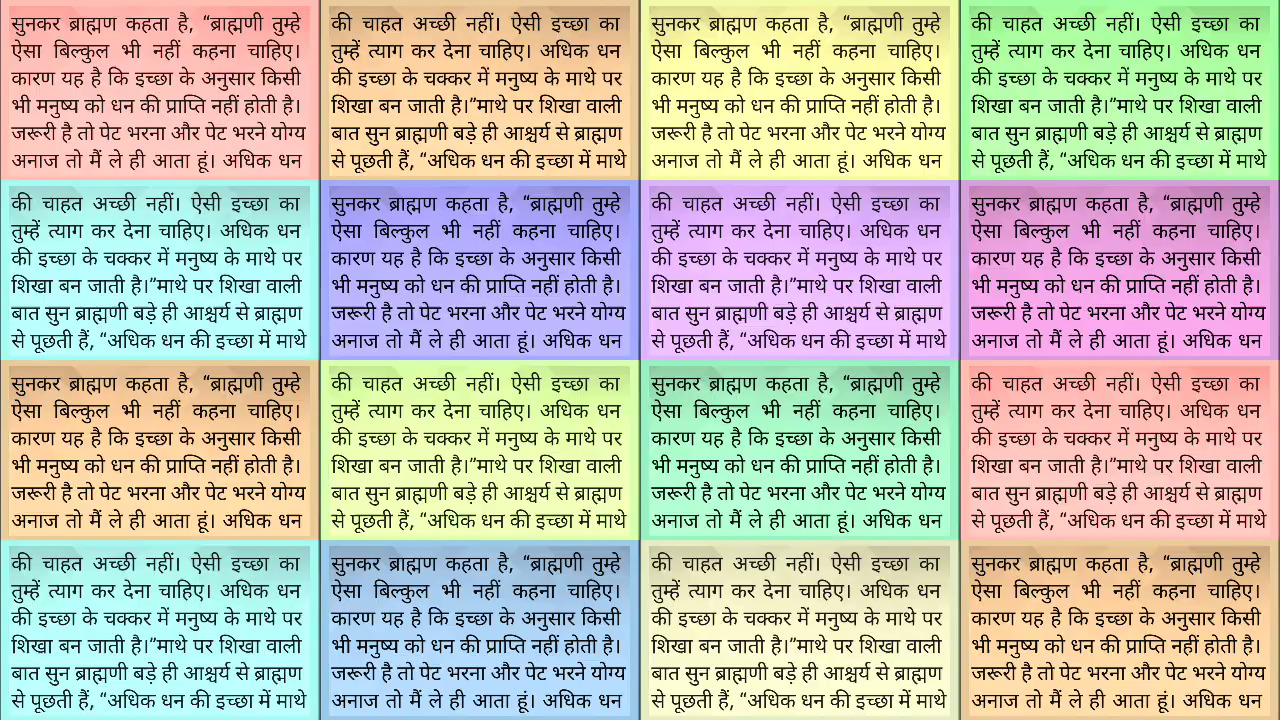 सुनकर ब्राह्मण कहता है, “ब्राह्मणी तुम्हे
ऐसा बिल्कुल भी नहीं कहना चाहिए।
कारण यह है कि इच्छा के अनुसार किसी
भी मनुष्य को धन की प्राप्ति नहीं होती है।
जरूरी है तो पेट भरना और पेट भरने योग्य
अनाज तो मैं ले ही आता हूं। अधिक धन
की चाहत अच्छी नहीं। ऐसी इच्छा का
तुम्हें त्याग कर देना चाहिए। अधिक धन
की इच्छा के चक्कर में मनुष्य के माथे पर
शिखा बन जाती है।”माथे पर शिखा वाली
बात सुन ब्राह्मणी बड़े ही आश्चर्य से ब्राह्मण
से पूछती हैं, “अधिक धन की इच्छा में माथे
सुनकर ब्राह्मण कहता है, “ब्राह्मणी तुम्हे
ऐसा बिल्कुल भी नहीं कहना चाहिए।
कारण यह है कि इच्छा के अनुसार किसी
भी मनुष्य को धन की प्राप्ति नहीं होती है।
जरूरी है तो पेट भरना और पेट भरने योग्य
अनाज तो मैं ले ही आता हूं। अधिक धन
की चाहत अच्छी नहीं। ऐसी इच्छा का
तुम्हें त्याग कर देना चाहिए। अधिक धन
की इच्छा के चक्कर में मनुष्य के माथे पर
शिखा बन जाती है।”माथे पर शिखा वाली
बात सुन ब्राह्मणी बड़े ही आश्चर्य से ब्राह्मण
से पूछती हैं, “अधिक धन की इच्छा में माथे
की चाहत अच्छी नहीं। ऐसी इच्छा का
तुम्हें त्याग कर देना चाहिए। अधिक धन
की इच्छा के चक्कर में मनुष्य के माथे पर
शिखा बन जाती है।”माथे पर शिखा वाली
बात सुन ब्राह्मणी बड़े ही आश्चर्य से ब्राह्मण
से पूछती हैं, “अधिक धन की इच्छा में माथे
सुनकर ब्राह्मण कहता है, “ब्राह्मणी तुम्हे
ऐसा बिल्कुल भी नहीं कहना चाहिए।
कारण यह है कि इच्छा के अनुसार किसी
भी मनुष्य को धन की प्राप्ति नहीं होती है।
जरूरी है तो पेट भरना और पेट भरने योग्य
अनाज तो मैं ले ही आता हूं। अधिक धन
की चाहत अच्छी नहीं। ऐसी इच्छा का
तुम्हें त्याग कर देना चाहिए। अधिक धन
की इच्छा के चक्कर में मनुष्य के माथे पर
शिखा बन जाती है।”माथे पर शिखा वाली
बात सुन ब्राह्मणी बड़े ही आश्चर्य से ब्राह्मण
से पूछती हैं, “अधिक धन की इच्छा में माथे
सुनकर ब्राह्मण कहता है, “ब्राह्मणी तुम्हे
ऐसा बिल्कुल भी नहीं कहना चाहिए।
कारण यह है कि इच्छा के अनुसार किसी
भी मनुष्य को धन की प्राप्ति नहीं होती है।
जरूरी है तो पेट भरना और पेट भरने योग्य
अनाज तो मैं ले ही आता हूं। अधिक धन
सुनकर ब्राह्मण कहता है, “ब्राह्मणी तुम्हे
ऐसा बिल्कुल भी नहीं कहना चाहिए।
कारण यह है कि इच्छा के अनुसार किसी
भी मनुष्य को धन की प्राप्ति नहीं होती है।
जरूरी है तो पेट भरना और पेट भरने योग्य
अनाज तो मैं ले ही आता हूं। अधिक धन
की चाहत अच्छी नहीं। ऐसी इच्छा का
तुम्हें त्याग कर देना चाहिए। अधिक धन
की इच्छा के चक्कर में मनुष्य के माथे पर
शिखा बन जाती है।”माथे पर शिखा वाली
बात सुन ब्राह्मणी बड़े ही आश्चर्य से ब्राह्मण
से पूछती हैं, “अधिक धन की इच्छा में माथे
सुनकर ब्राह्मण कहता है, “ब्राह्मणी तुम्हे
ऐसा बिल्कुल भी नहीं कहना चाहिए।
कारण यह है कि इच्छा के अनुसार किसी
भी मनुष्य को धन की प्राप्ति नहीं होती है।
जरूरी है तो पेट भरना और पेट भरने योग्य
अनाज तो मैं ले ही आता हूं। अधिक धन
की चाहत अच्छी नहीं। ऐसी इच्छा का
तुम्हें त्याग कर देना चाहिए। अधिक धन
की इच्छा के चक्कर में मनुष्य के माथे पर
शिखा बन जाती है।”माथे पर शिखा वाली
बात सुन ब्राह्मणी बड़े ही आश्चर्य से ब्राह्मण
से पूछती हैं, “अधिक धन की इच्छा में माथे
की चाहत अच्छी नहीं। ऐसी इच्छा का
तुम्हें त्याग कर देना चाहिए। अधिक धन
की इच्छा के चक्कर में मनुष्य के माथे पर
शिखा बन जाती है।”माथे पर शिखा वाली
बात सुन ब्राह्मणी बड़े ही आश्चर्य से ब्राह्मण
से पूछती हैं, “अधिक धन की इच्छा में माथे
सुनकर ब्राह्मण कहता है, “ब्राह्मणी तुम्हे
ऐसा बिल्कुल भी नहीं कहना चाहिए।
कारण यह है कि इच्छा के अनुसार किसी
भी मनुष्य को धन की प्राप्ति नहीं होती है।
जरूरी है तो पेट भरना और पेट भरने योग्य
अनाज तो मैं ले ही आता हूं। अधिक धन
की चाहत अच्छी नहीं। ऐसी इच्छा का
तुम्हें त्याग कर देना चाहिए। अधिक धन
की इच्छा के चक्कर में मनुष्य के माथे पर
शिखा बन जाती है।”माथे पर शिखा वाली
बात सुन ब्राह्मणी बड़े ही आश्चर्य से ब्राह्मण
से पूछती हैं, “अधिक धन की इच्छा में माथे
सुनकर ब्राह्मण कहता है, “ब्राह्मणी तुम्हे
ऐसा बिल्कुल भी नहीं कहना चाहिए।
कारण यह है कि इच्छा के अनुसार किसी
भी मनुष्य को धन की प्राप्ति नहीं होती है।
जरूरी है तो पेट भरना और पेट भरने योग्य
अनाज तो मैं ले ही आता हूं। अधिक धन